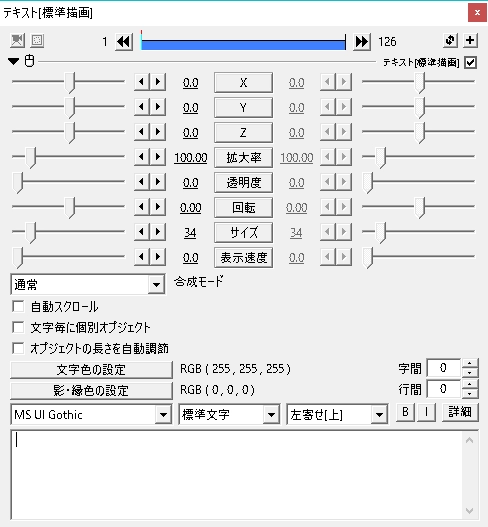 テキスト[標準描画]
1 126
テキスト[標準描画]
0.0 X 0.0
0.0 Y 0.0
0.0 Z 0.0
100.00 拡大率 100.00
0.0 透明度 0.0
0.00 回転 0.00
34 サイズ 34
0.0 表示速度 0.0
通常 合成モード
自動スクロール
文字毎に個別オブジェクト
オブジェクトの長さを自動調節
文字色の設定 RGB ( 255 , 255 , 255 ) 字間 0
影・縁色の設定 RGB ( 0 , 0 , 0 ) 行間 0
MS UI Gothic 標準文字 左寄せ[上] B I 詳細